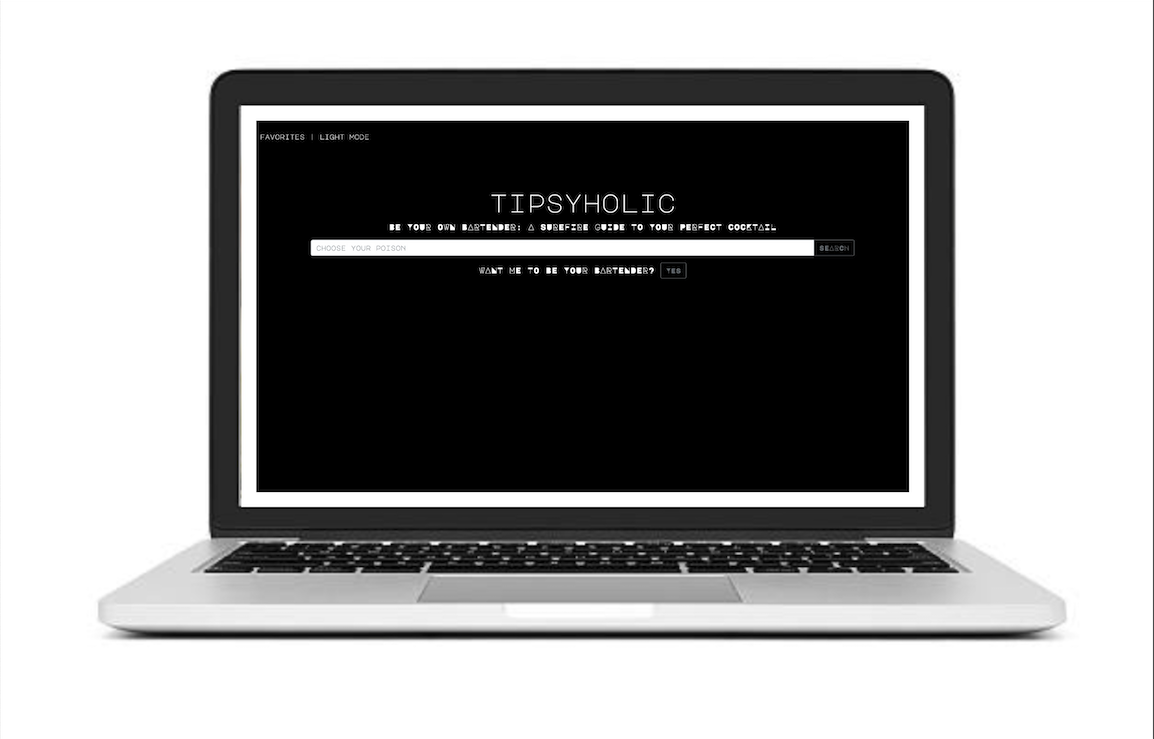 FAVORITES | LIGHT MODE
TIPSYHOLIC
BE YOUR OWN BARTENDER: A SUREFIRE GUIDE TO YOUR PERFECT COCKTAIL
CHOOSE YOUR POISON SEARCH
WANT ME TO BE YOUR BARTENDER? YES